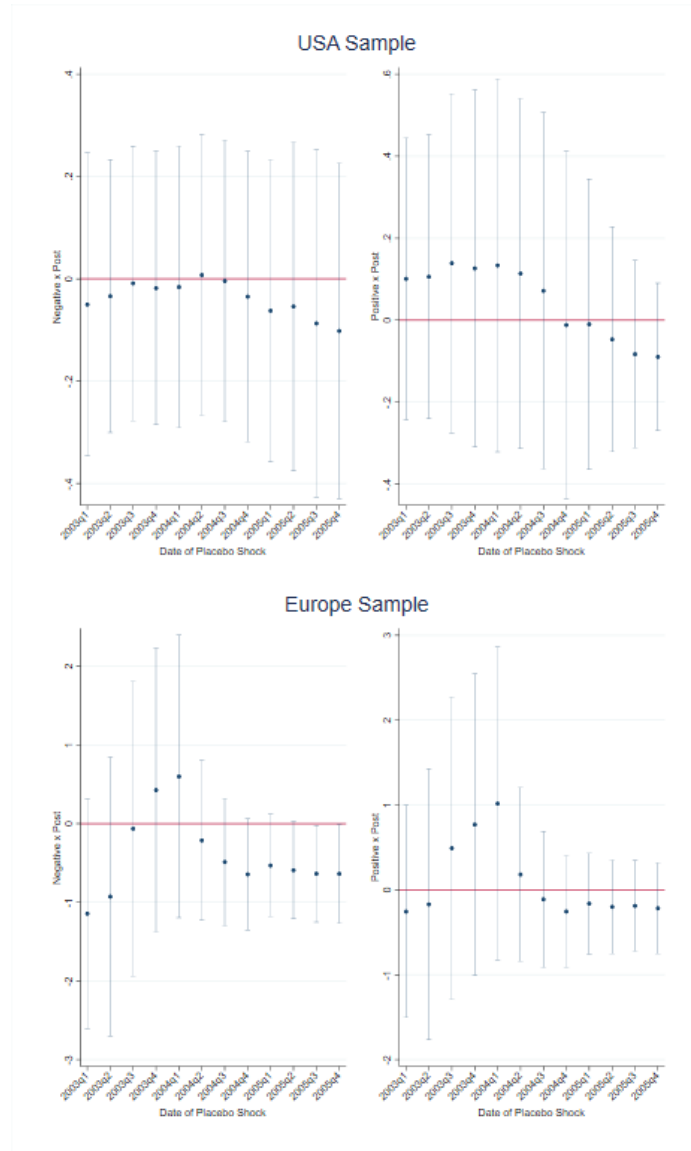 USA Sample
.4
.2
0
-.2
-.4
Negative x Post
2003q1
2003q2
2003q3
2003q4
2004q1
2004q2
2004q3
2004q4
2005q1
2005q2
2005q3
2005q4
Date of Placebo Shock
.6
.4
.2
0
-.2
-.4
Positive x Post
2003q1
2003q2
2003q3
2003q4
2004q1
2004q2
2004q3
2004q4
2005q1
2005q2
2005q3
2005q4
Date of Placebo Shock
Europe Sample
2
1
0
-1
-2
-3
Negative x Post
2003q1
2003q2
2003q3
2003q4
2004q1
2004q2
2004q3
2004q4
2005q1
2005q2
2005q3
2005q4
Date of Placebo Shock
3
2
1
0
-1
-2
Positive x Post
2003q1
2003q2
2003q3
2003q4
2004q1
2004q2
2004q3
2004q4
2005q1
2005q2
2005q3
2005q4
Date of Placebo Shock